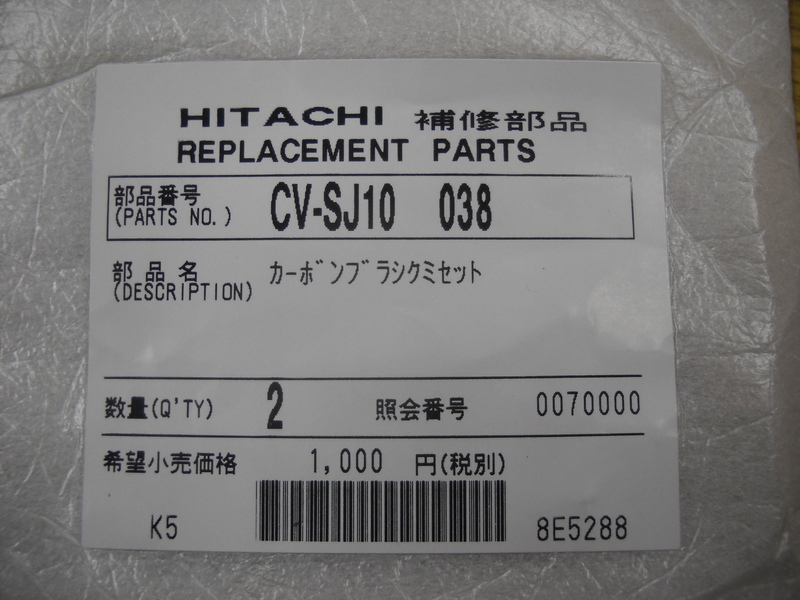 HITACHI 補修部品
REPLACEMENT PARTS
部品番号
(PARTS NO.) CV-SJ10 038
部品名 カーボンブラシクミセット
(DESCRIPTION)
数量(Q'TY) 2 照会番号 0070000
希望小売価格 1,000 円(税別)
K5 8E5288